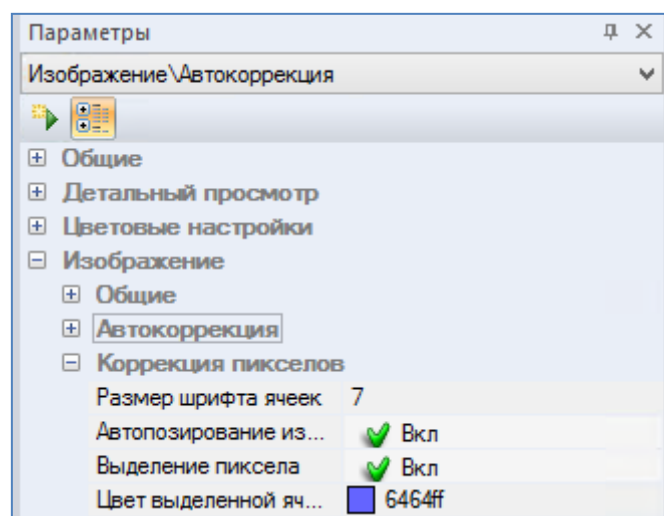 Параметры
Изображение\Автокоррекция
Общие
Детальный просмотр
Цветовые настройки
Изображение
Общие
Автокоррекция
Коррекция пикселов
Размер шрифта ячеек 7
Автопозирование из... Вкл
Выделение пиксела Вкл
Цвет выделенной яч... 6464ff